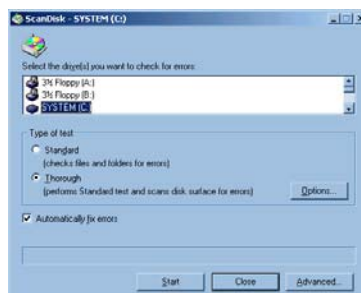 ScanDisk - SYSTEM (C:)
Select the drive(s) you want to check for errors:
3½ Floppy (A:)
3½ Floppy (B:)
SYSTEM (C:)
Type of test
Standard
(checks files and folders for errors)
Thorough
(performs Standard test and scans disk surface for errors)
Options...
Automatically fix errors
Start
Close
Advanced...